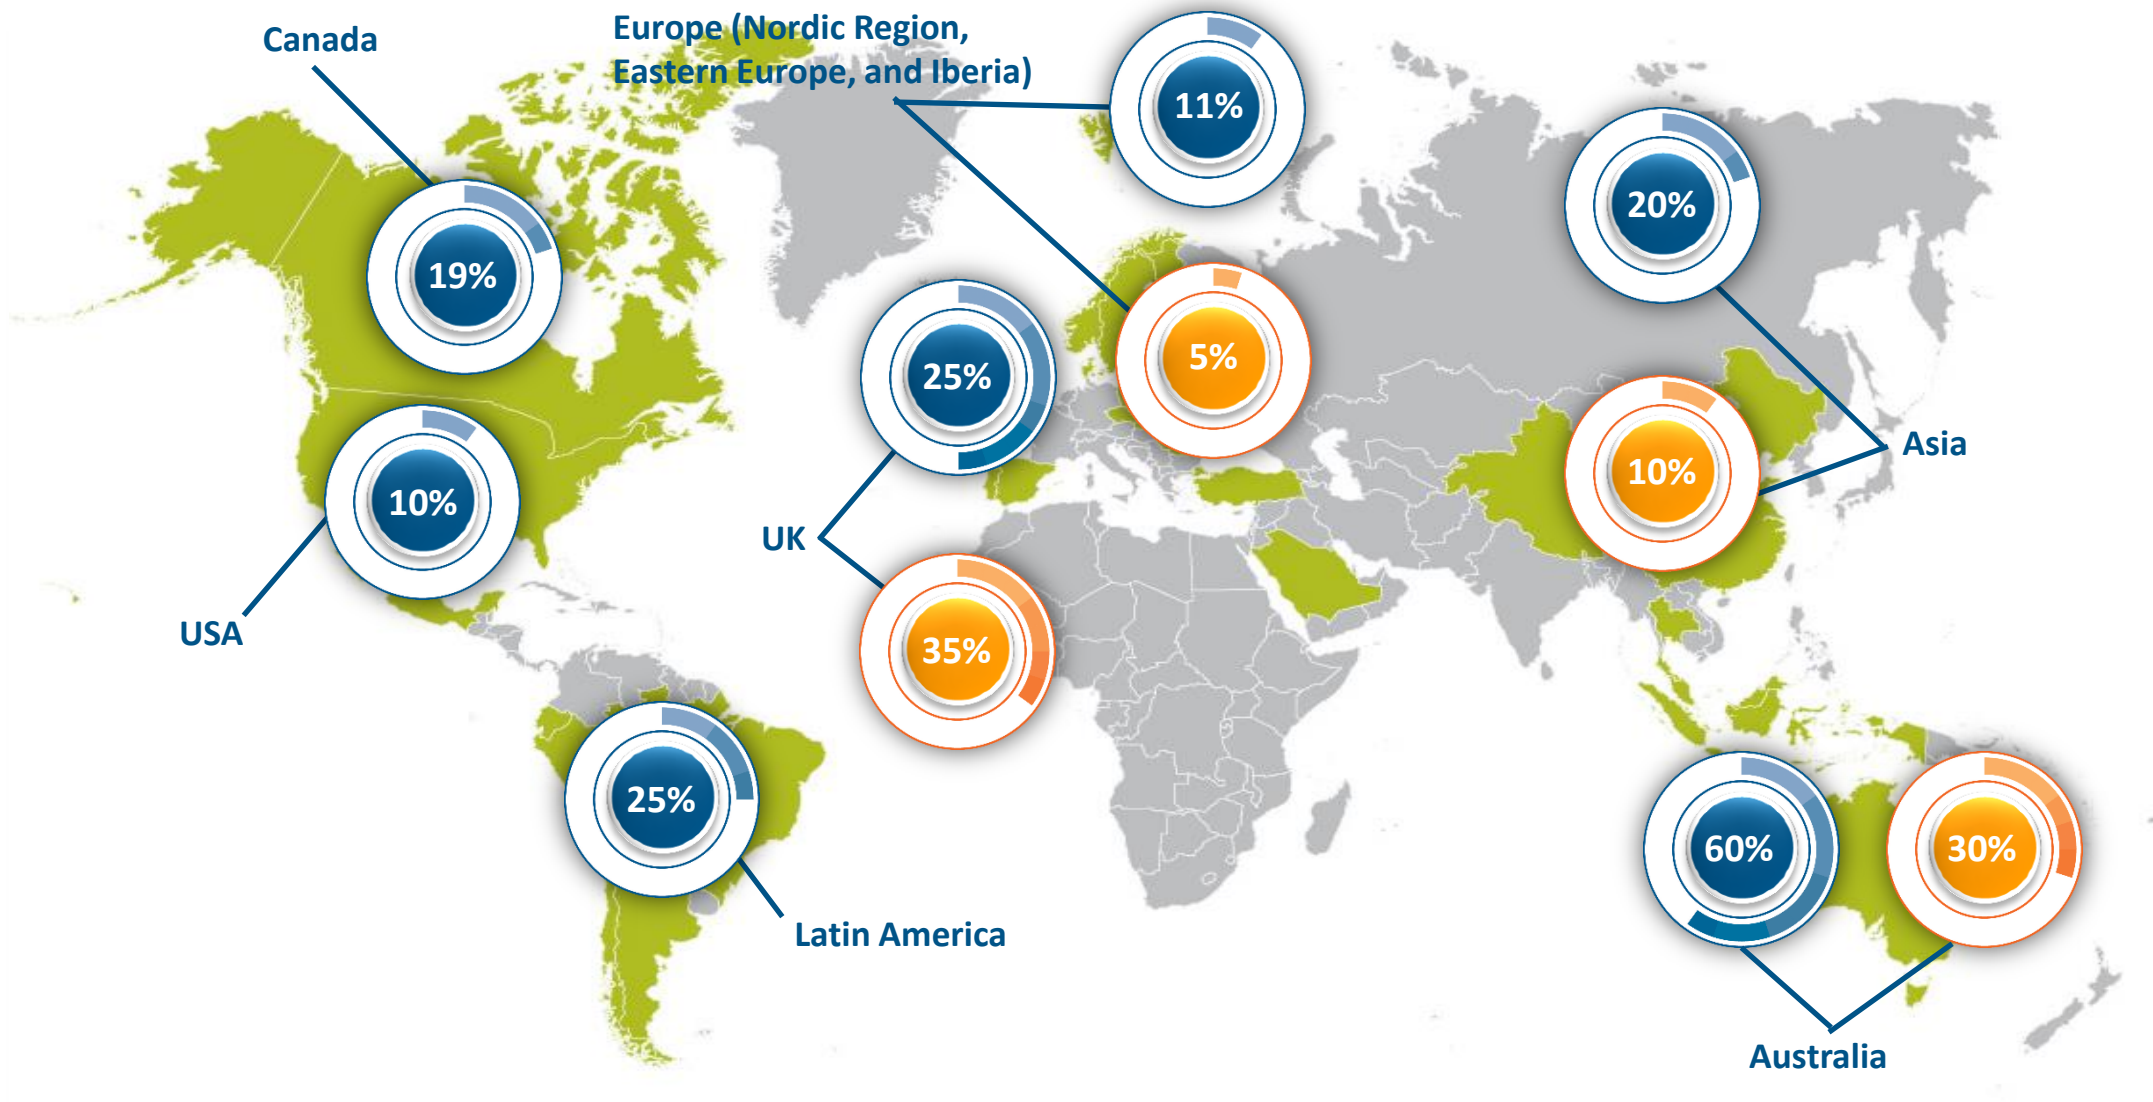 Canada
Europe (Nordic Region,
Eastern Europe, and Iberia)
11%
20%
19%
25%
5%
10%
10%
Asia
UK
USA
35%
25%
60%
30%
Latin America
Australia